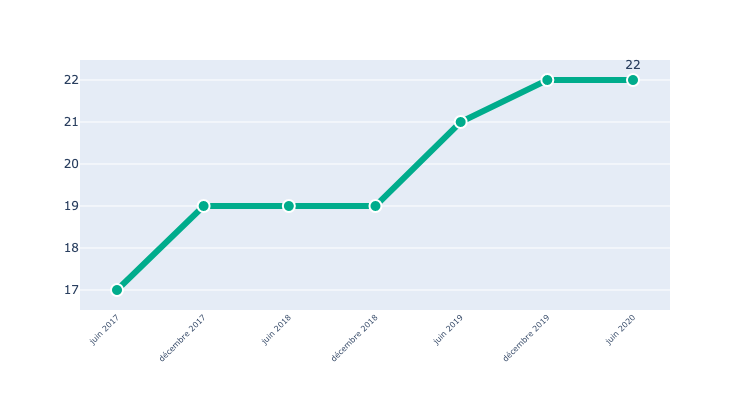 22
22
21
20
19
18
17
juin 2017
décembre 2017
juin 2018
décembre 2018
juin 2019
décembre 2019
juin 2020